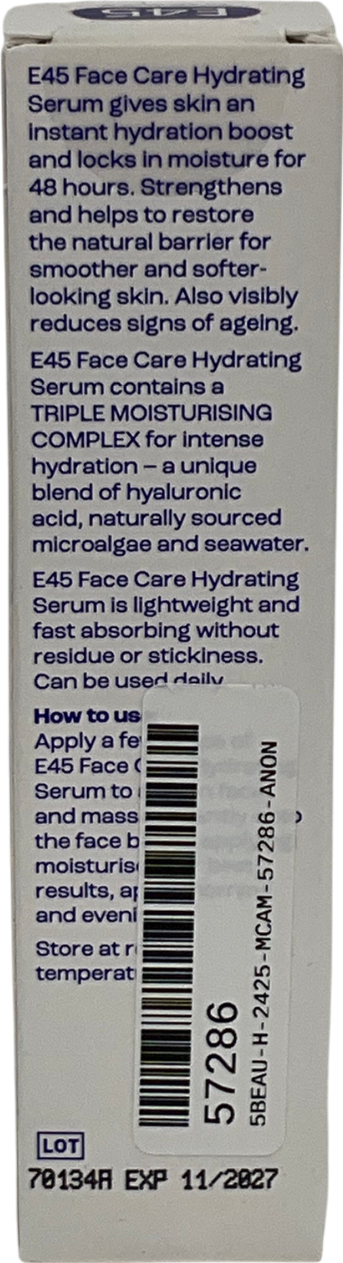 E45
E45 Face Care Hydrating
Serum gives skin an
instant hydration boost
and locks in moisture for
48 hours. Strengthens
and helps to restore
the natural barrier for
smoother and softer-
looking skin. Also visibly
reduces signs of ageing.
E45 Face Care Hydrating
Serum contains a
TRIPLE MOISTURISING
COMPLEX for intense
hydration – a unique
blend of hyaluronic
acid, naturally sourced
microalgae and seawater.
E45 Face Care Hydrating
Serum is lightweight and
fast absorbing without
residue or stickiness.
Can be used daily
How to us
Apply a fe
E45 Face
Serum to
and mass
the face b
moisturis
results, ap
and eveni
Store at r
temperat
57286
5BEAU-H-2425-MCAM-57286-ANON
LOT
70134A EXP 11/2027